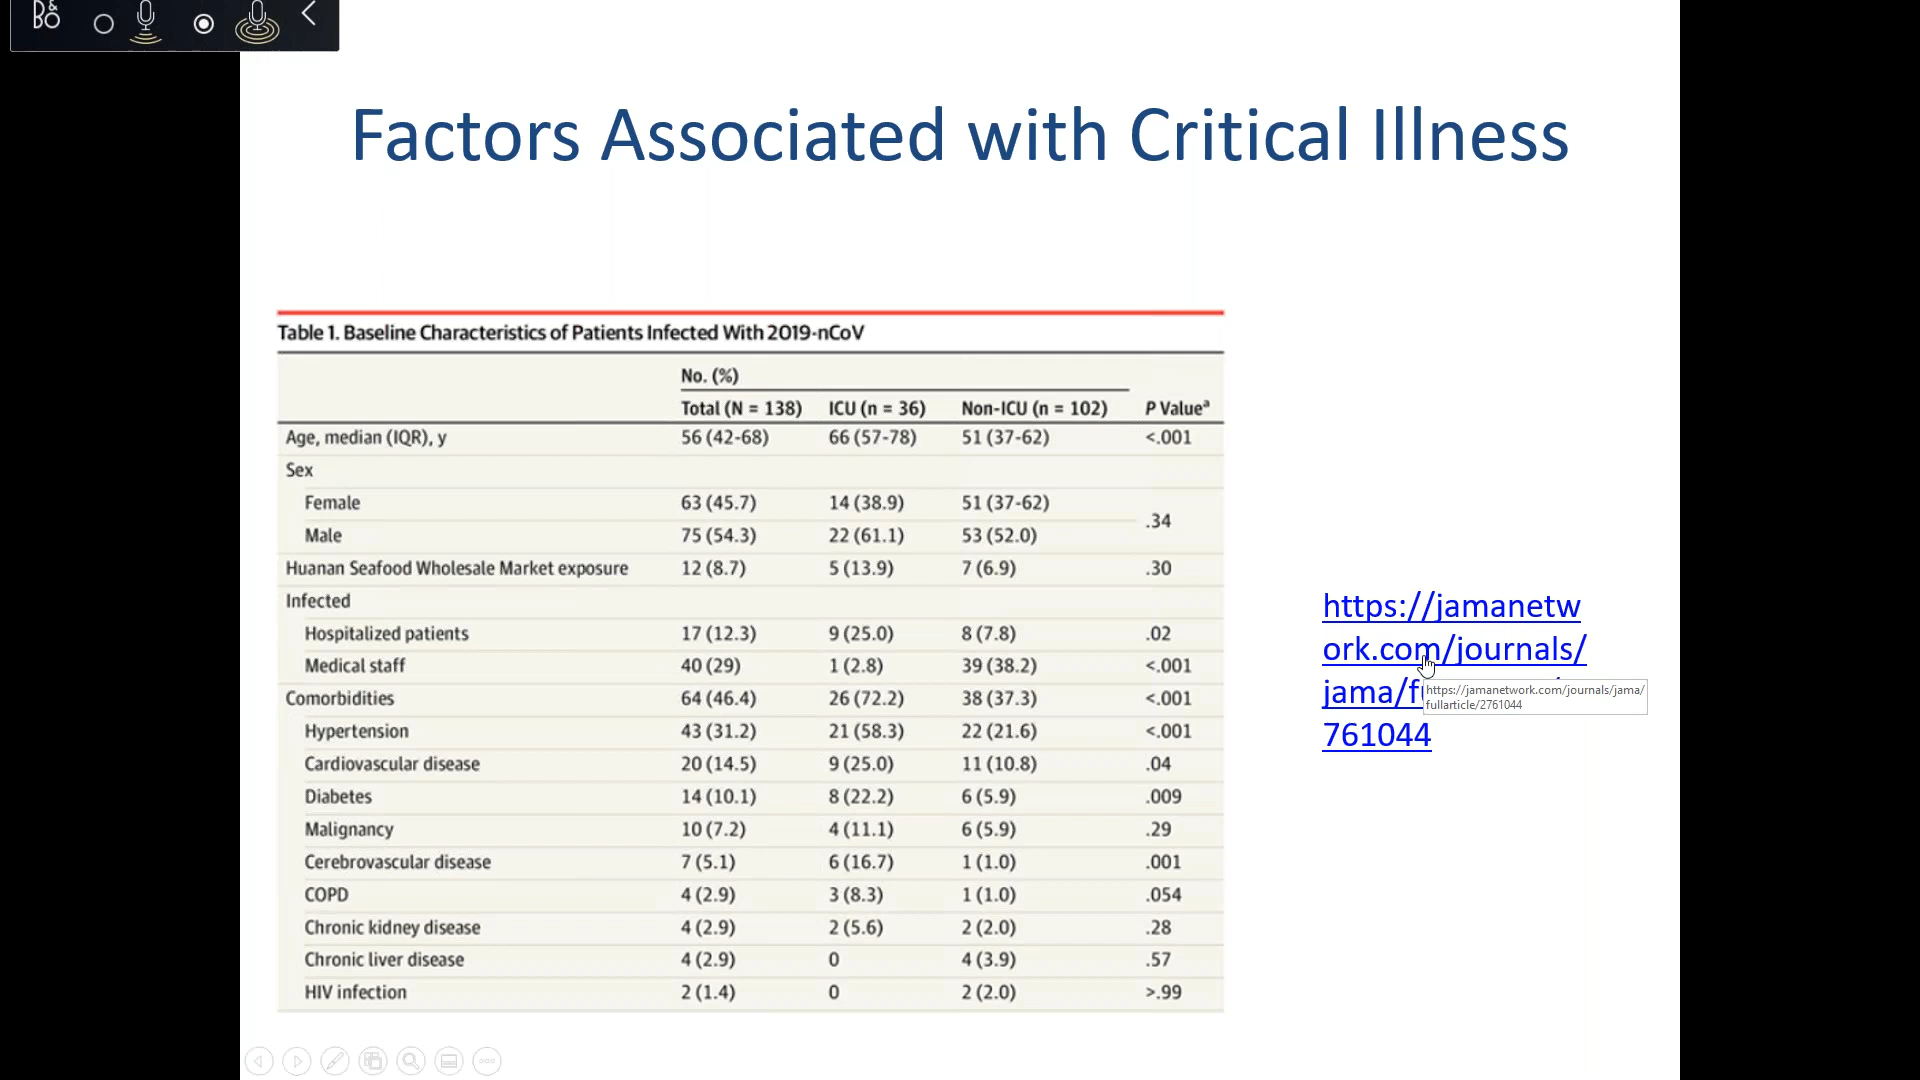 B&O
Factors Associated with Critical Illness
Table 1. Baseline Characteristics of Patients Infected With 2019-nCoV
No. (%)
Total (N = 138) ICU (n = 36) Non-ICU (n = 102) P Valueᵃ
Age, median (IQR), y 56 (42-68) 66 (57-78) 51 (37-62) <.001
Sex
Female 63 (45.7) 14 (38.9) 51 (37-62)
.34
Male 75 (54.3) 22 (61.1) 53 (52.0)
Huanan Seafood Wholesale Market exposure 12 (8.7) 5 (13.9) 7 (6.9) .30
Infected
Hospitalized patients 17 (12.3) 9 (25.0) 8 (7.8) .02
Medical staff 40 (29) 1 (2.8) 39 (38.2) <.001
Comorbidities 64 (46.4) 26 (72.2) 38 (37.3) <.001
Hypertension 43 (31.2) 21 (58.3) 22 (21.6) <.001
Cardiovascular disease 20 (14.5) 9 (25.0) 11 (10.8) .04
Diabetes 14 (10.1) 8 (22.2) 6 (5.9) .009
Malignancy 10 (7.2) 4 (11.1) 6 (5.9) .29
Cerebrovascular disease 7 (5.1) 6 (16.7) 1 (1.0) .001
COPD 4 (2.9) 3 (8.3) 1 (1.0) .054
Chronic kidney disease 4 (2.9) 2 (5.6) 2 (2.0) .28
Chronic liver disease 4 (2.9) 0 4 (3.9) .57
HIV infection 2 (1.4) 0 2 (2.0) >.99
https://jamanetw
ork.com/journals/
jama/f
761044
https://jamanetwork.com/journals/jama/
fullarticle/2761044